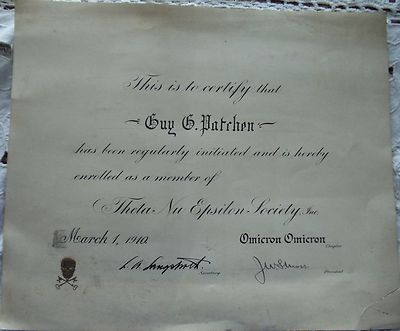 This is to certify that
Guy G. Patchen
has been regularly initiated and is hereby
enrolled as a member of
Theta Nu Epsilon Society, Inc.
March 1, 1910 Omicron Omicron
Chapter
Secretary President